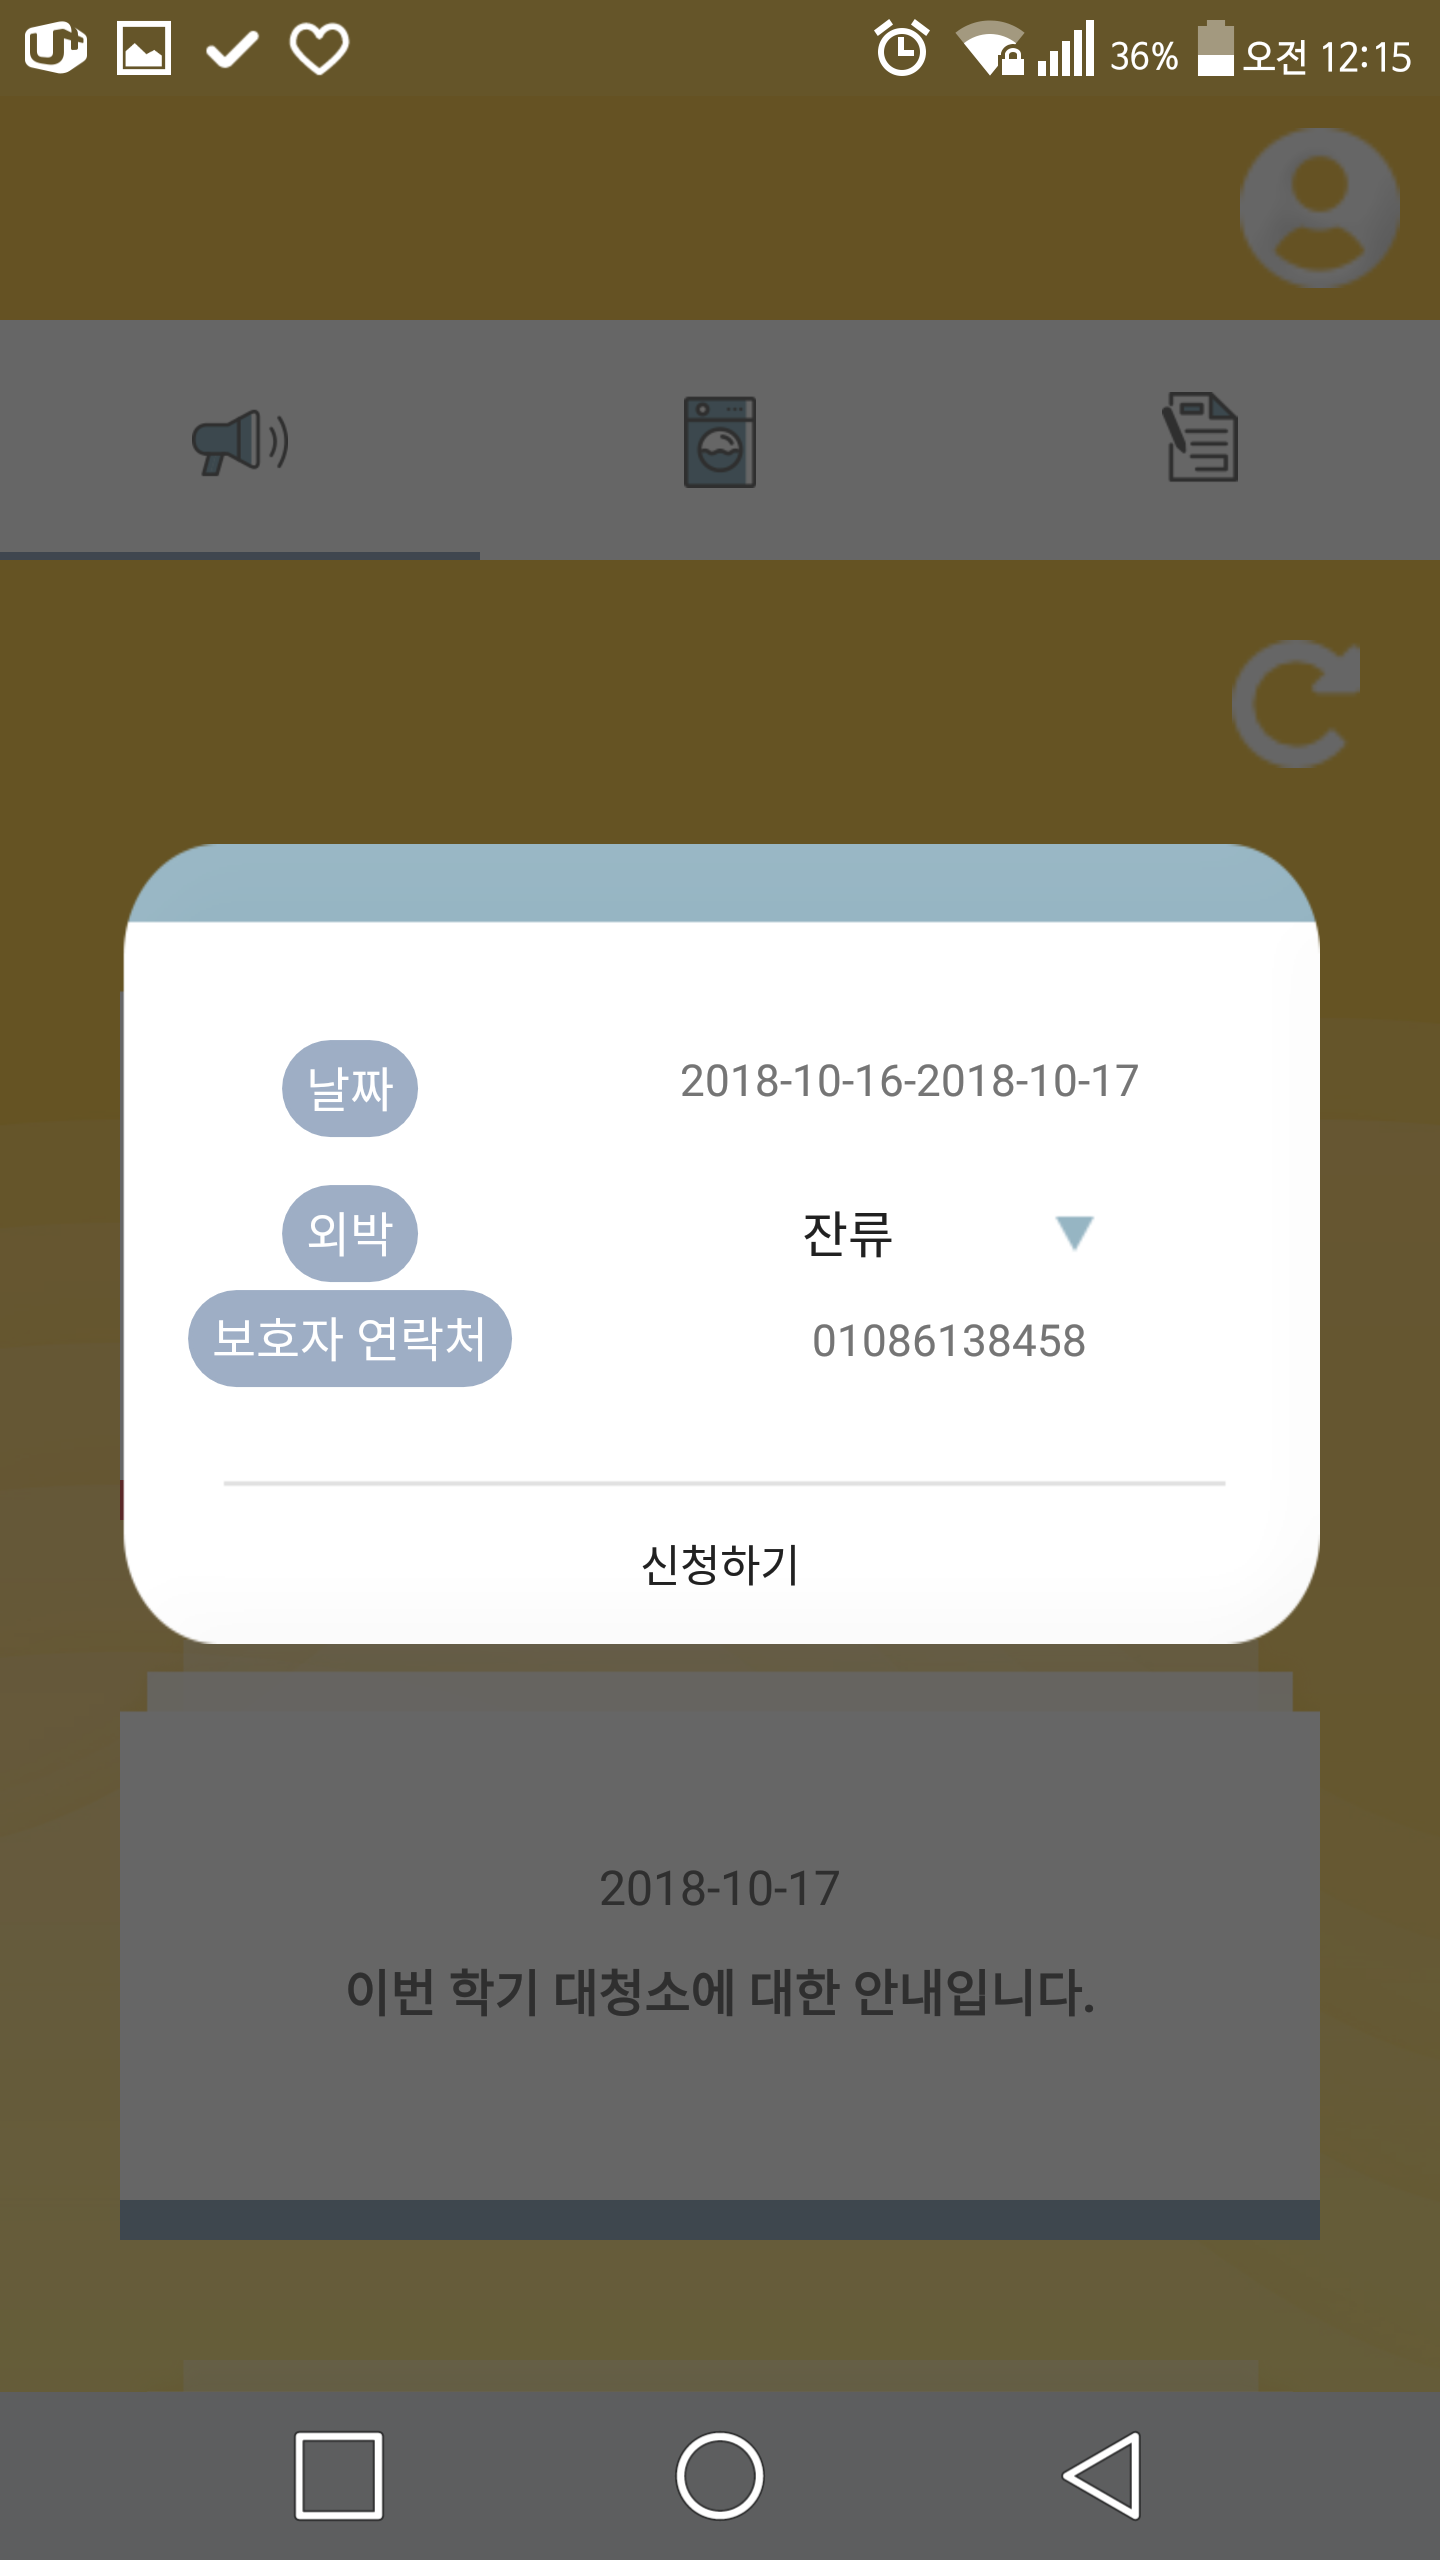 36% 오전 12:15
날짜 2018-10-16-2018-10-17
외박 잔류
보호자 연락처 01086138458
신청하기
2018-10-17
이번 학기 대청소에 대한 안내입니다.